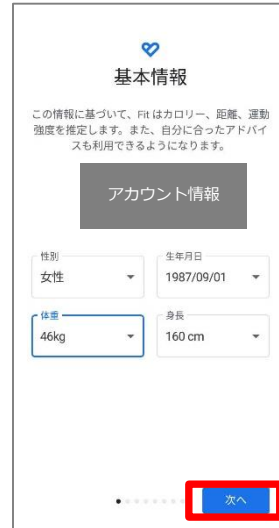 基本情報
この情報に基づいて、Fit はカロリー、距離、運動
強度を推定します。また、自分に合ったアドバイ
スも利用できるようになります。
アカウント情報
性別
女性
生年月日
1987/09/01
体重
46kg
身長
160 cm
次へ